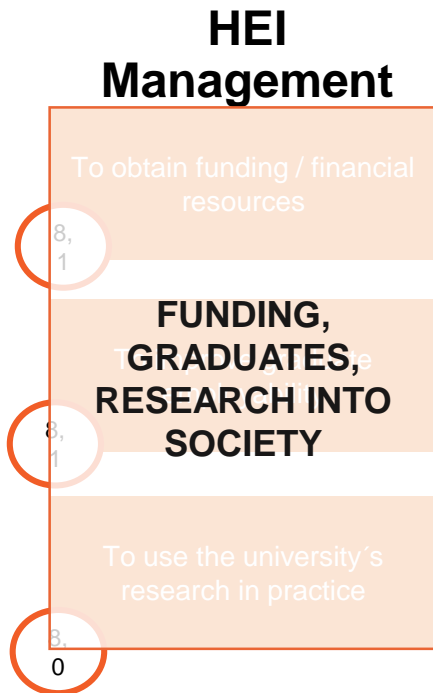 HEI
Management
To obtain funding / financial
resources
8,
1
FUNDING,
GRADUATES,
RESEARCH INTO
SOCIETY
8,
1
To use the university´s
research in practice
8,
0